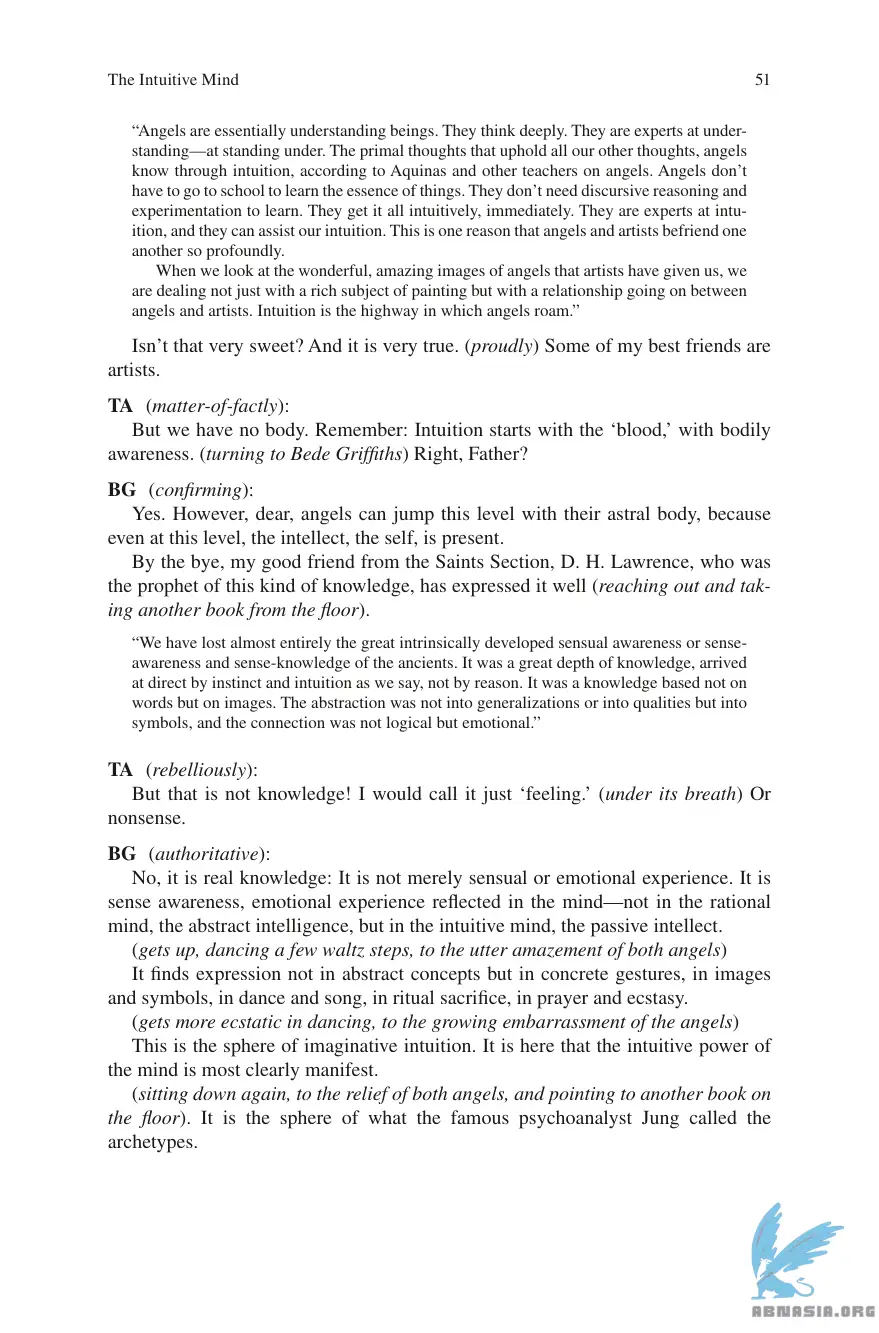 The Intuitive Mind 51
“Angels are essentially understanding beings. They think deeply. They are experts at under-
standing—at standing under. The primal thoughts that uphold all our other thoughts, angels
know through intuition, according to Aquinas and other teachers on angels. Angels don’t
have to go to school to learn the essence of things. They don’t need discursive reasoning and
experimentation to learn. They get it all intuitively, immediately. They are experts at intu-
ition, and they can assist our intuition. This is one reason that angels and artists befriend one
another so profoundly.
When we look at the wonderful, amazing images of angels that artists have given us, we
are dealing not just with a rich subject of painting but with a relationship going on between
angels and artists. Intuition is the highway in which angels roam.”
Isn’t that very sweet? And it is very true. (proudly) Some of my best friends are
artists.
TA (matter-of-factly):
But we have no body. Remember: Intuition starts with the ‘blood,’ with bodily
awareness. (turning to Bede Griffiths) Right, Father?
BG (confirming):
Yes. However, dear, angels can jump this level with their astral body, because
even at this level, the intellect, the self, is present.
By the bye, my good friend from the Saints Section, D. H. Lawrence, who was
the prophet of this kind of knowledge, has expressed it well (reaching out and tak-
ing another book from the floor).
“We have lost almost entirely the great intrinsically developed sensual awareness or sense-
awareness and sense-knowledge of the ancients. It was a great depth of knowledge, arrived
at direct by instinct and intuition as we say, not by reason. It was a knowledge based not on
words but on images. The abstraction was not into generalizations or into qualities but into
symbols, and the connection was not logical but emotional.”
TA (rebelliously):
But that is not knowledge! I would call it just ‘feeling.’ (under its breath) Or
nonsense.
BG (authoritative):
No, it is real knowledge: It is not merely sensual or emotional experience. It is
sense awareness, emotional experience reflected in the mind—not in the rational
mind, the abstract intelligence, but in the intuitive mind, the passive intellect.
(gets up, dancing a few waltz steps, to the utter amazement of both angels)
It finds expression not in abstract concepts but in concrete gestures, in images
and symbols, in dance and song, in ritual sacrifice, in prayer and ecstasy.
(gets more ecstatic in dancing, to the growing embarrassment of the angels)
This is the sphere of imaginative intuition. It is here that the intuitive power of
the mind is most clearly manifest.
(sitting down again, to the relief of both angels, and pointing to another book on
the floor). It is the sphere of what the famous psychoanalyst Jung called the
archetypes.
ABNASIA.ORG